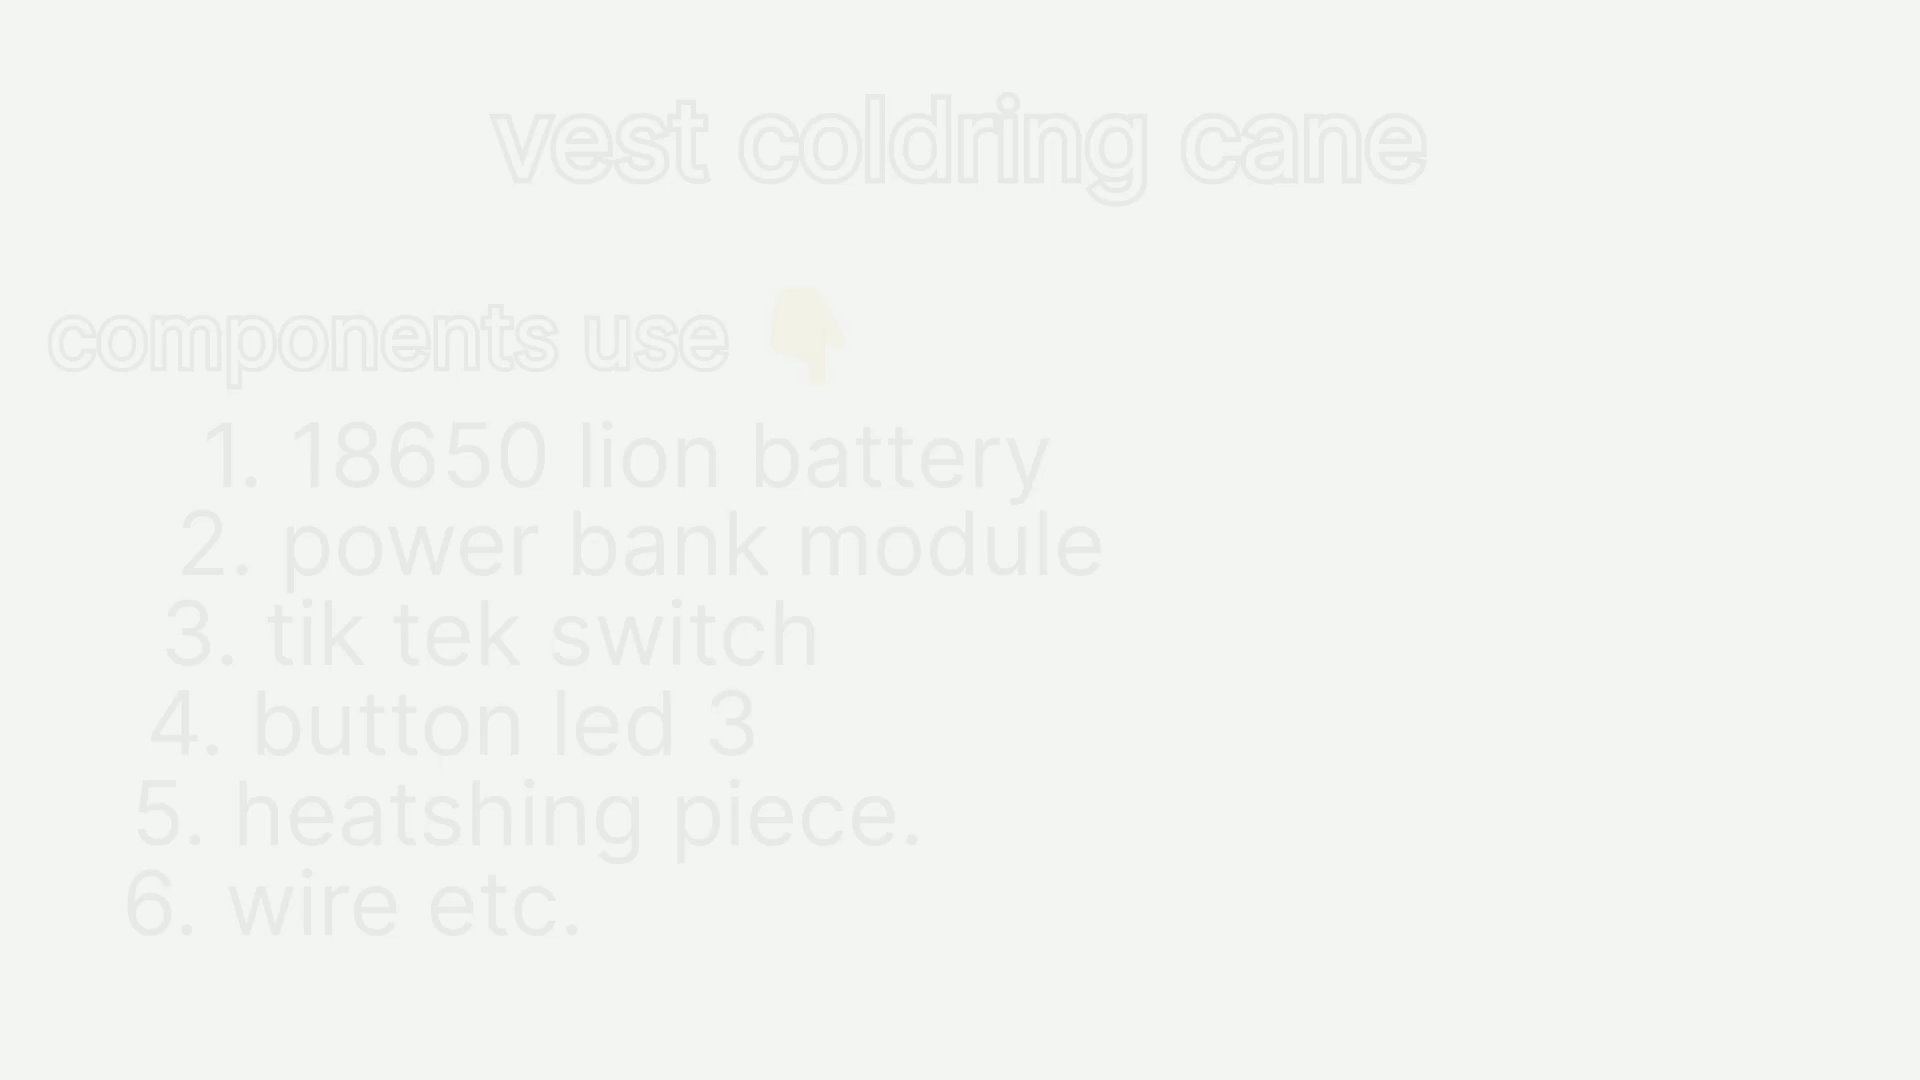 vest coldring cane
components use 👇
1. 18650 lion battery
2. power bank module
3. tik tek switch
4. button led 3
5. heatshing piece.
6. wire etc.